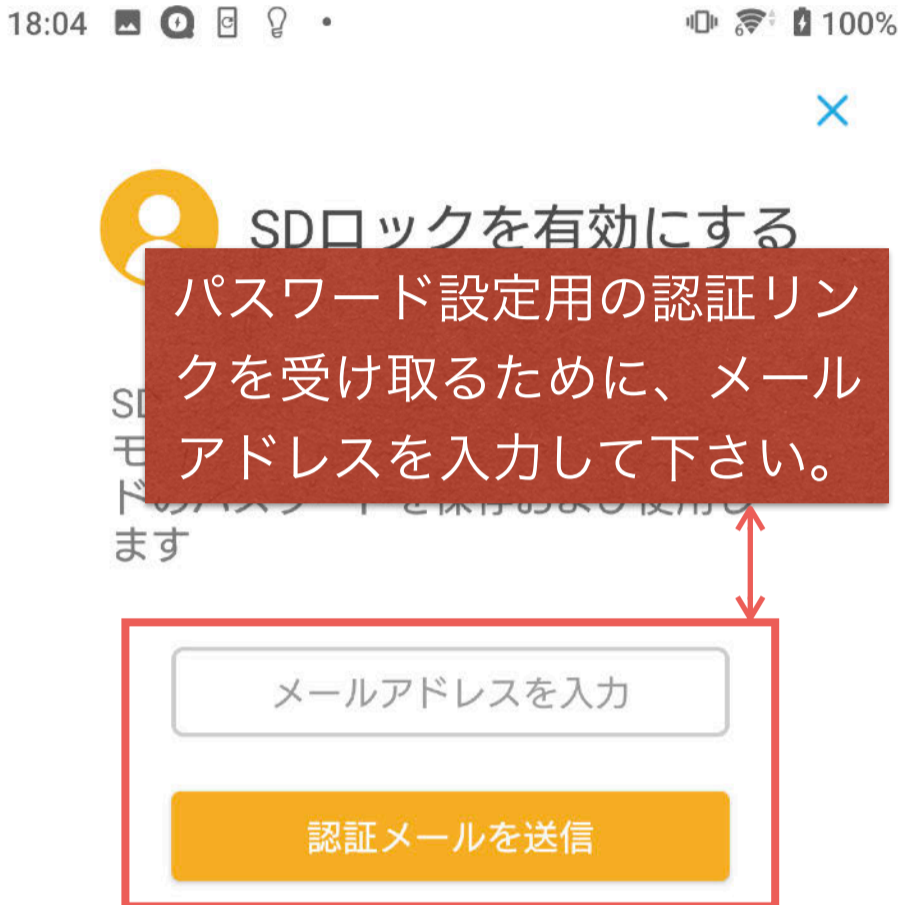 18:04
100%
SDロックを有効にする
パスワード設定用の認証リン
クを受け取るために、メール
アドレスを入力して下さい。
ます
メールアドレスを入力
認証メールを送信